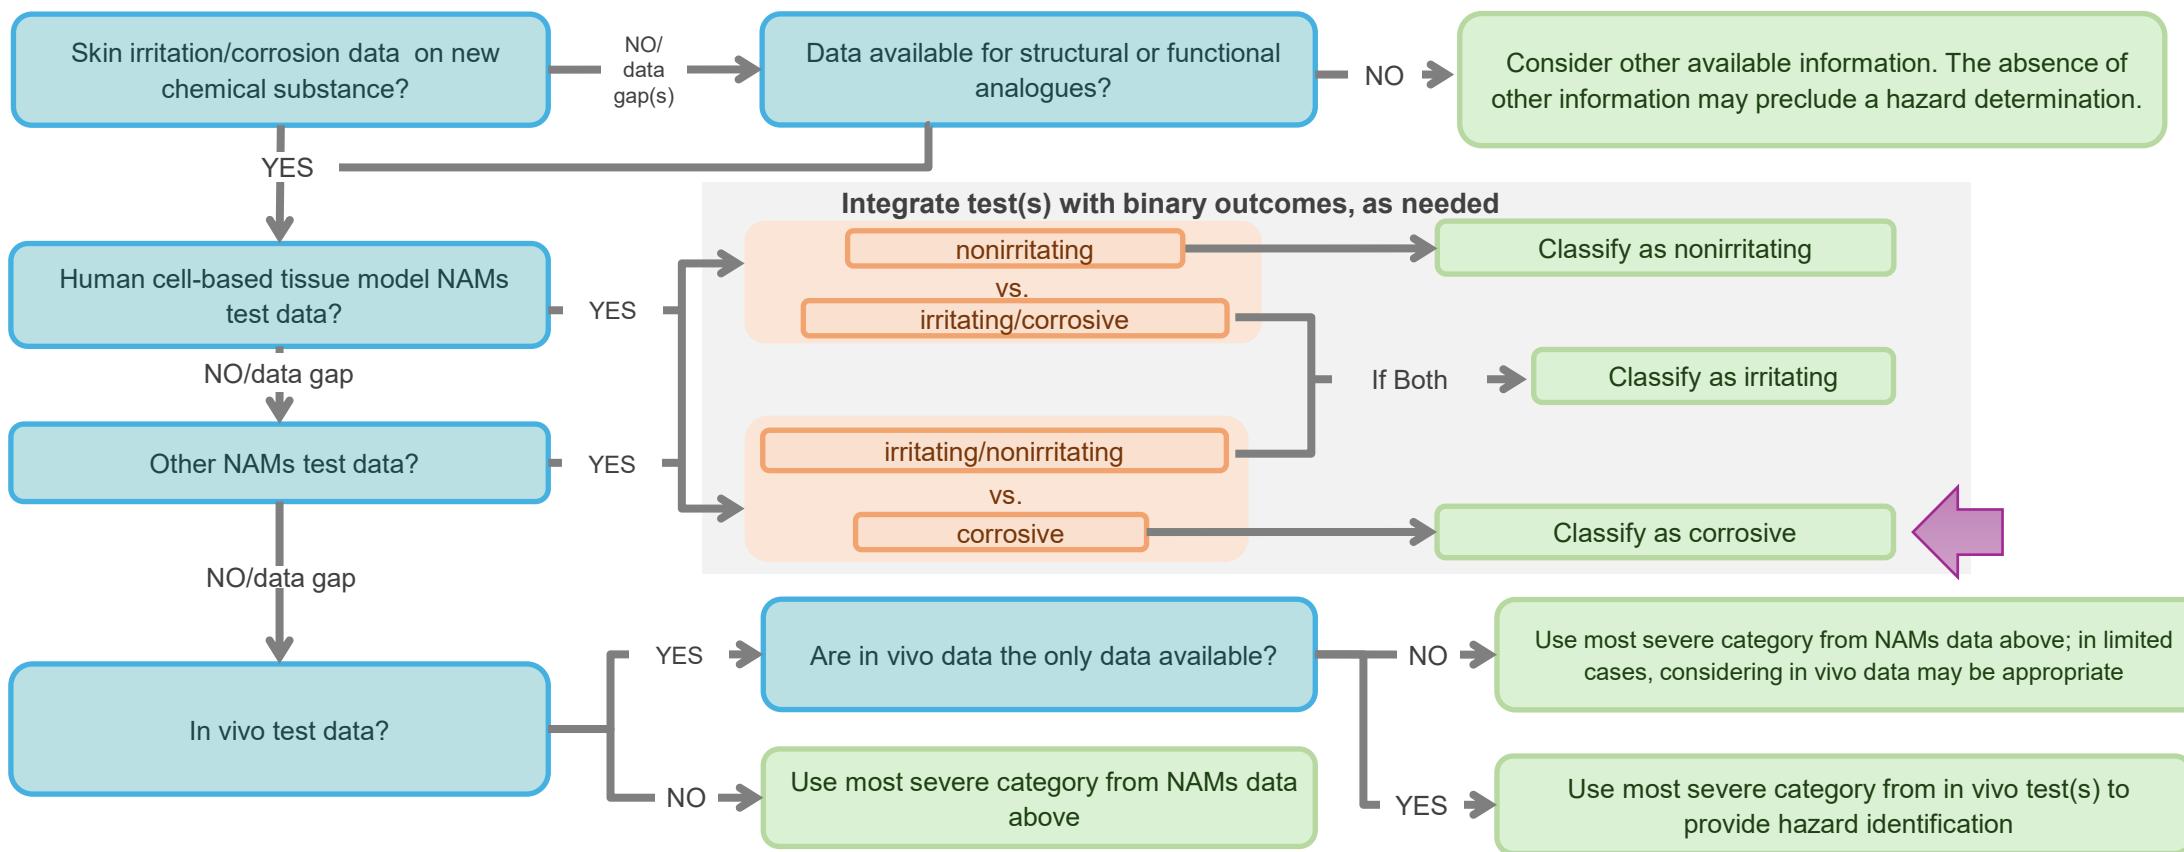 Skin irritation/corrosion data  on new
chemical substance?
NO/
data
gap(s)
Data available for structural or functional
analogues?
NO
Consider other available information. The absence of
other information may preclude a hazard determination.
YES
Integrate test(s) with binary outcomes, as needed
Human cell-based tissue model NAMs
test data?
YES
nonirritating
vs.
irritating/corrosive
Classify as nonirritating
If Both
Classify as irritating
NO/data gap
Other NAMs test data?
YES
irritating/nonirritating
vs.
corrosive
Classify as corrosive
NO/data gap
In vivo test data?
YES
Are in vivo data the only data available?
NO
Use most severe category from NAMs data above; in limited
cases, considering in vivo data may be appropriate
NO
Use most severe category from NAMs data
above
YES
Use most severe category from in vivo test(s) to
provide hazard identification